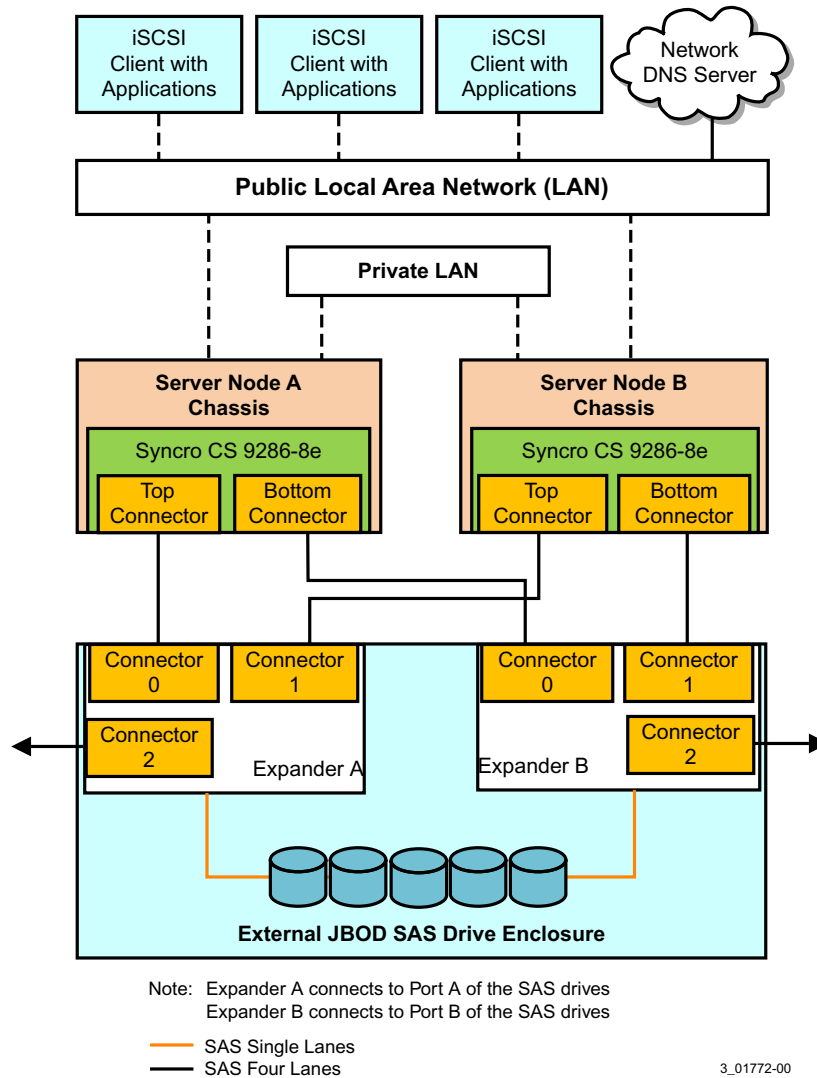 iSCSI
Client with
Applications
iSCSI
Client with
Applications
iSCSI
Client with
Applications
Network
DNS Server
Public Local Area Network (LAN)
Private LAN
Server Node A
Chassis
Syncro CS 9286-8e
Top
Connector
Bottom
Connector
Server Node B
Chassis
Syncro CS 9286-8e
Top
Connector
Bottom
Connector
Connector
0
Connector
1
Connector
2
Expander A
Connector
0
Connector
1
Connector
2
Expander B
External JBOD SAS Drive Enclosure
Note: Expander A connects to Port A of the SAS drives
Expander B connects to Port B of the SAS drives
SAS Single Lanes
SAS Four Lanes
3_01772-00